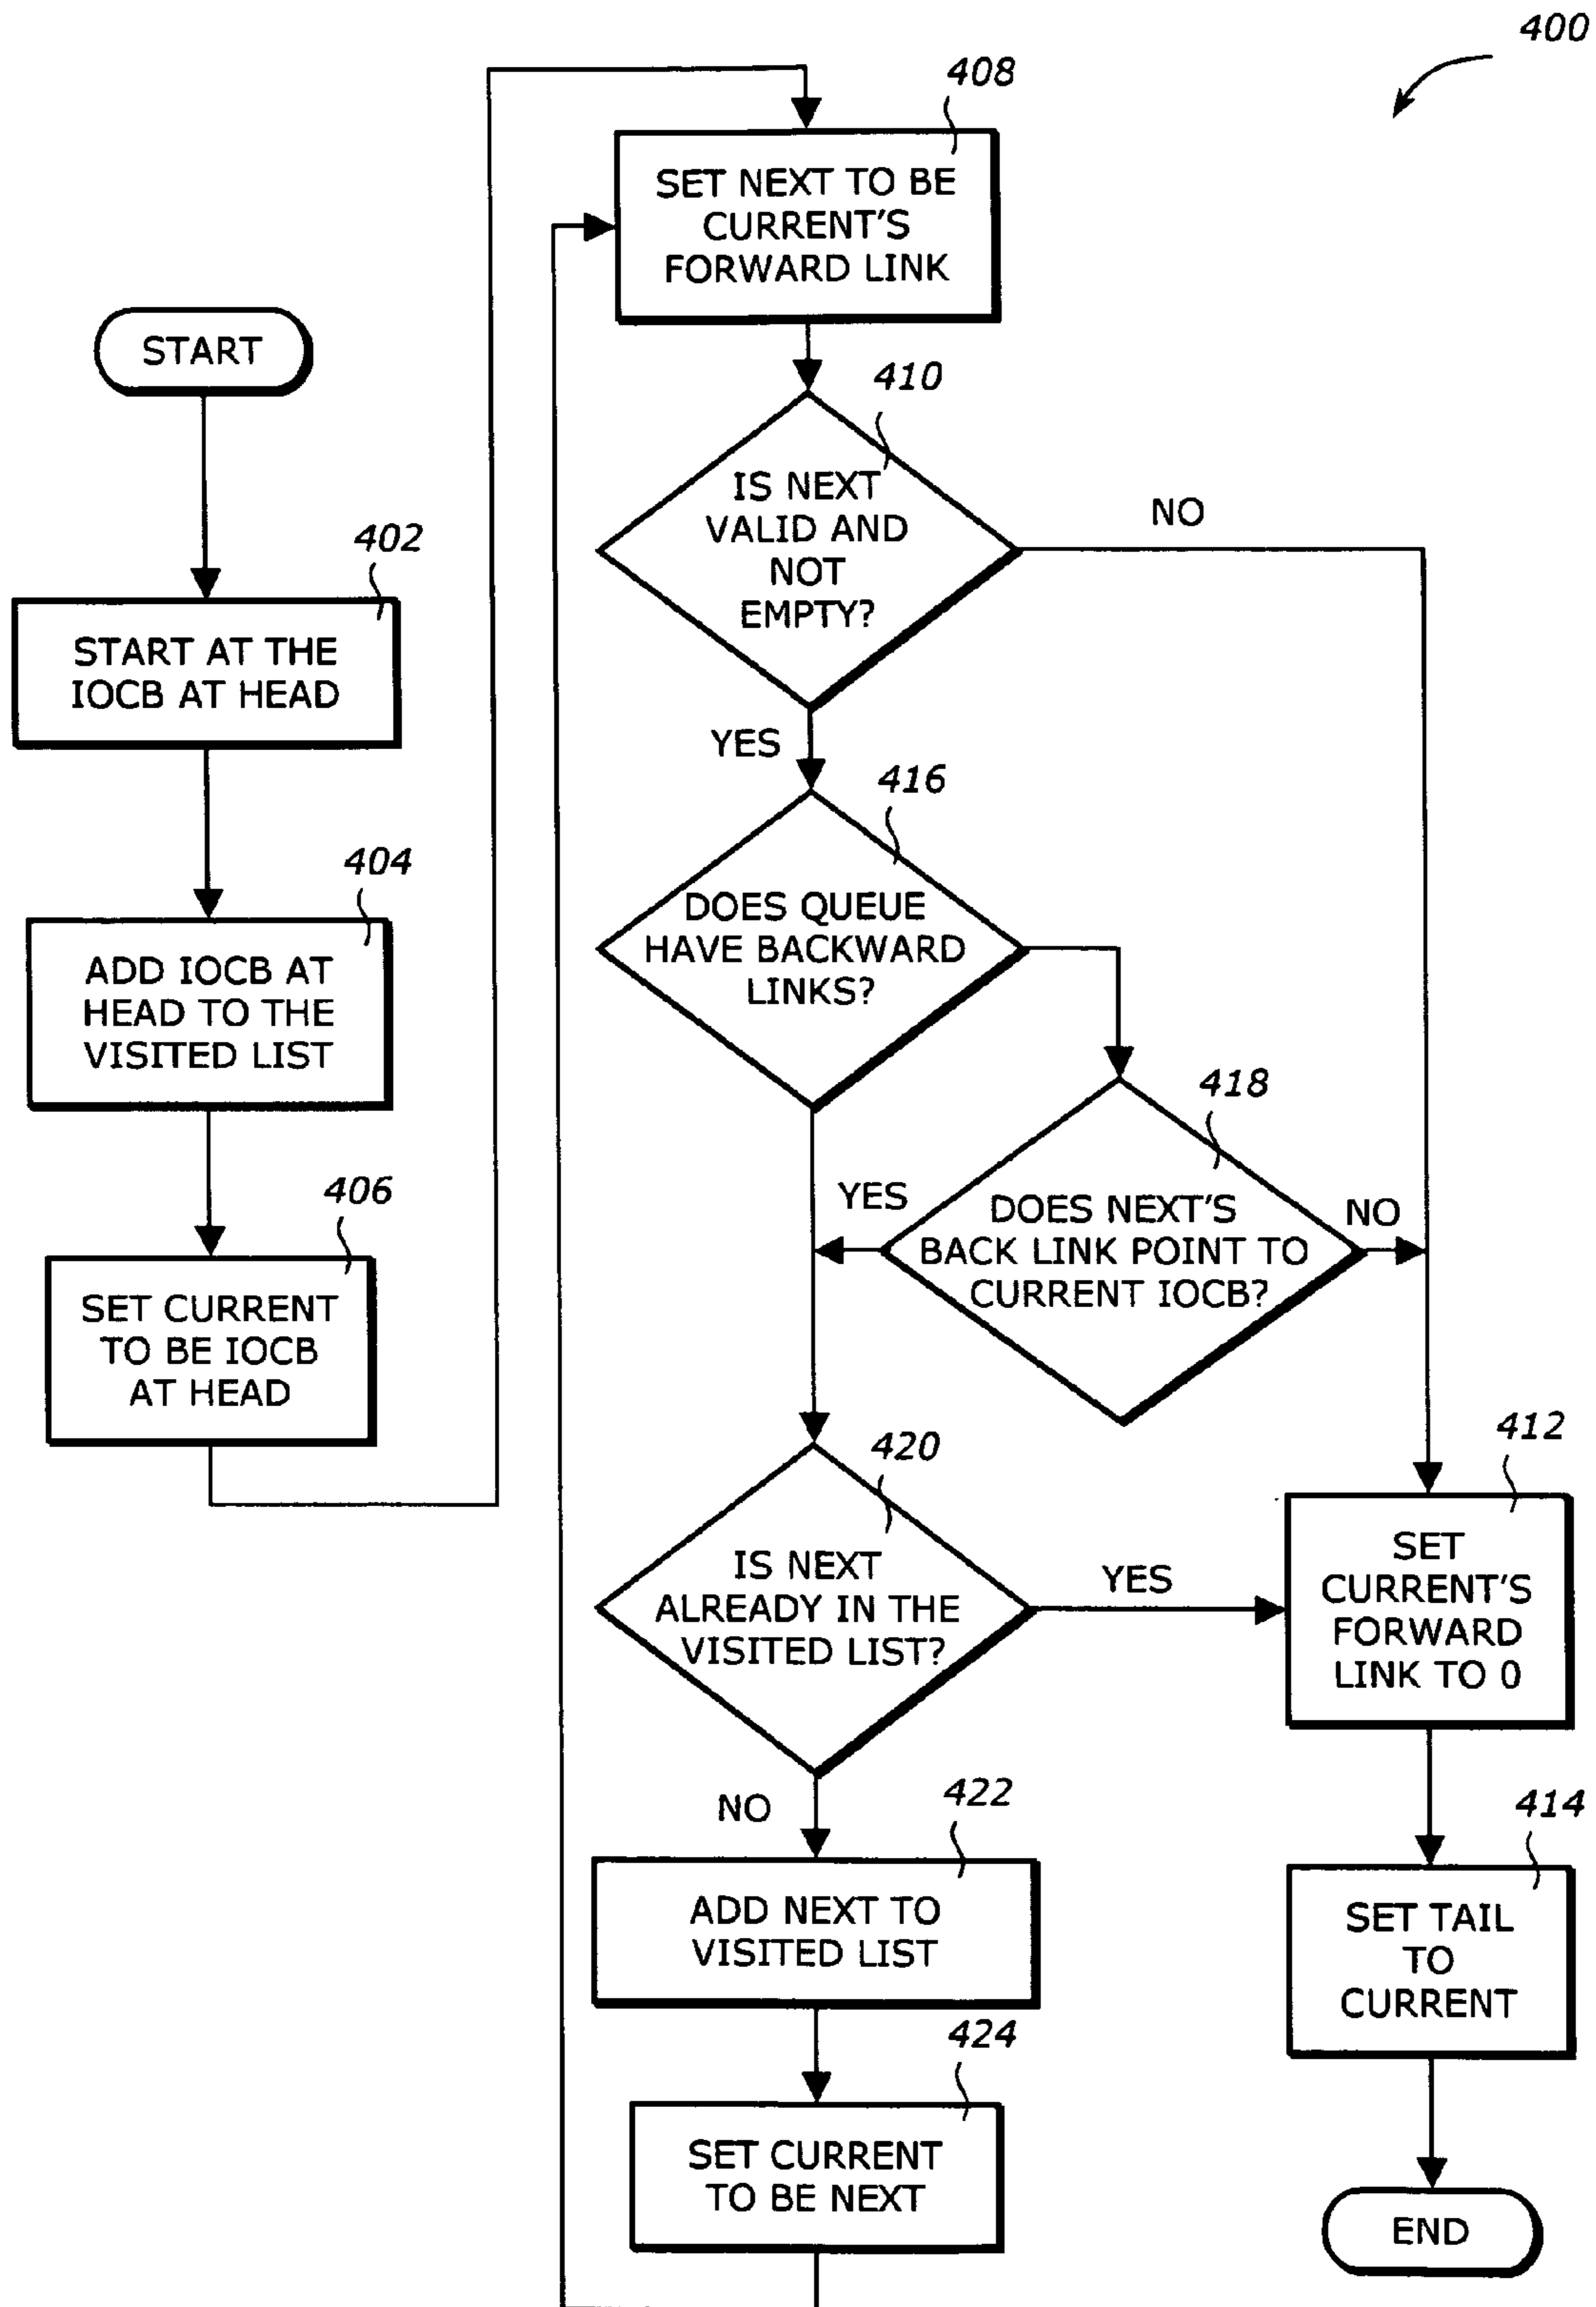 400
START
402
START AT THE
IOCB AT HEAD
404
ADD IOCB AT
HEAD TO THE
VISITED LIST
406
SET CURRENT
TO BE IOCB
AT HEAD
408
SET NEXT TO BE
CURRENT'S
FORWARD LINK
410
IS NEXT
VALID AND
NOT
EMPTY?
NO
YES
416
DOES QUEUE
HAVE BACKWARD
LINKS?
418
DOES NEXT'S
BACK LINK POINT TO
CURRENT IOCB?
YES
NO
420
IS NEXT
ALREADY IN THE
VISITED LIST?
YES
NO
412
SET
CURRENT'S
FORWARD
LINK TO 0
414
SET TAIL
TO
CURRENT
422
ADD NEXT TO
VISITED LIST
424
SET CURRENT
TO BE NEXT
END